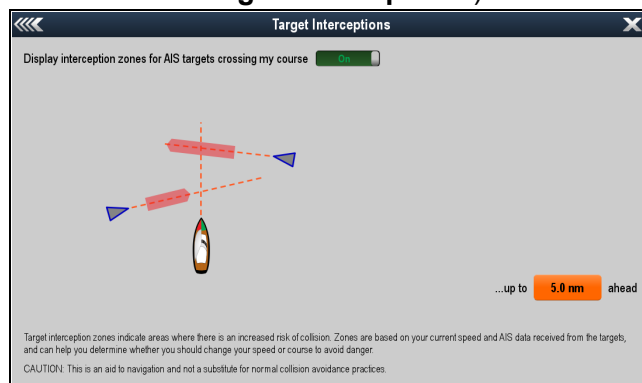 Target Interceptions
Display interception zones for AIS targets crossing my course On
...up to 5.0 nm ahead
Target interception zones indicate areas where there is an increased risk of collision. Zones are based on your current speed and AIS data received from the targets,
and can help you determine whether you should change your speed or course to avoid danger.
CAUTION: This is an aid to navigation and not a substitute for normal collision avoidance practices.